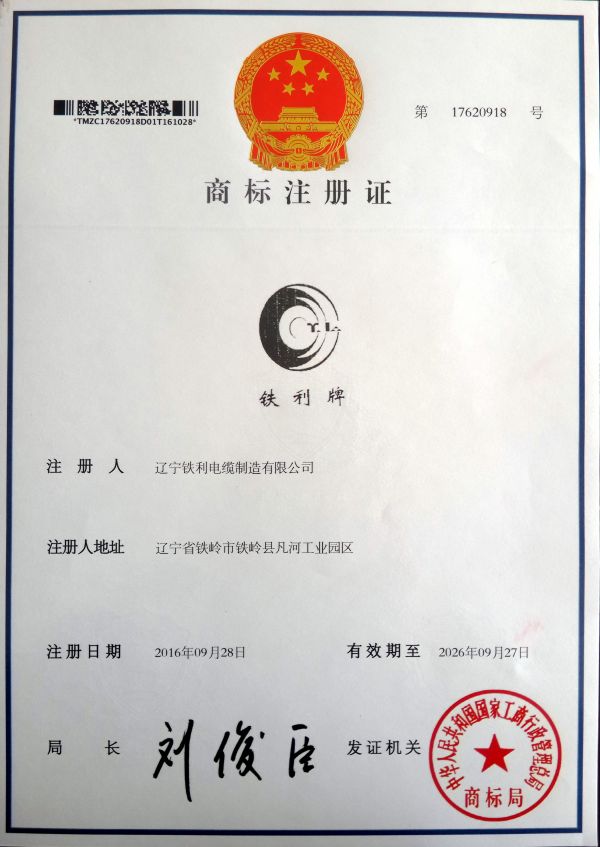 *TMZC17620918D01T161028*
第 17620918 号
商标注册证
TL
铁利牌
注册人 辽宁铁利电缆制造有限公司
注册人地址 辽宁省铁岭市铁岭县凡河工业园区
注册日期 2016年09月28日 有效期至 2026年09月27日
局长 刘俊臣 发证机关
中华人民共和国国家工商行政管理总局
商标局